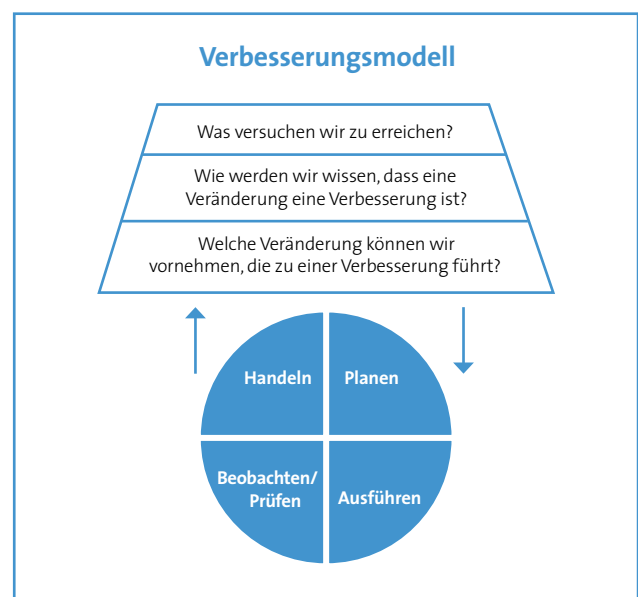 Verbesserungsmodell
Was versuchen wir zu erreichen?
Wie werden wir wissen, dass eine
Veränderung eine Verbesserung ist?
Welche Veränderung können wir
vornehmen, die zu einer Verbesserung führt?
Handeln
Planen
Beobachten/
Prüfen
Ausführen